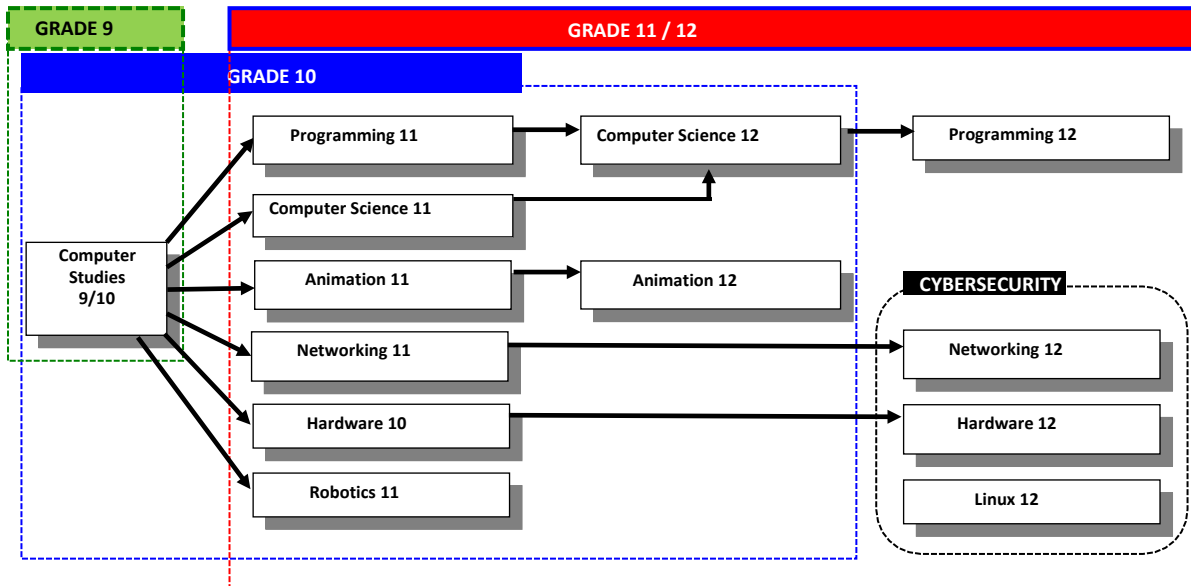 GRADE 9
GRADE 11 / 12
GRADE 10
Programming 11
Computer Science 12
Programming 12
Computer Science 11
Computer
Studies
9/10
Animation 11
Animation 12
CYBERSECURITY
Networking 11
Networking 12
Hardware 10
Hardware 12
Robotics 11
Linux 12